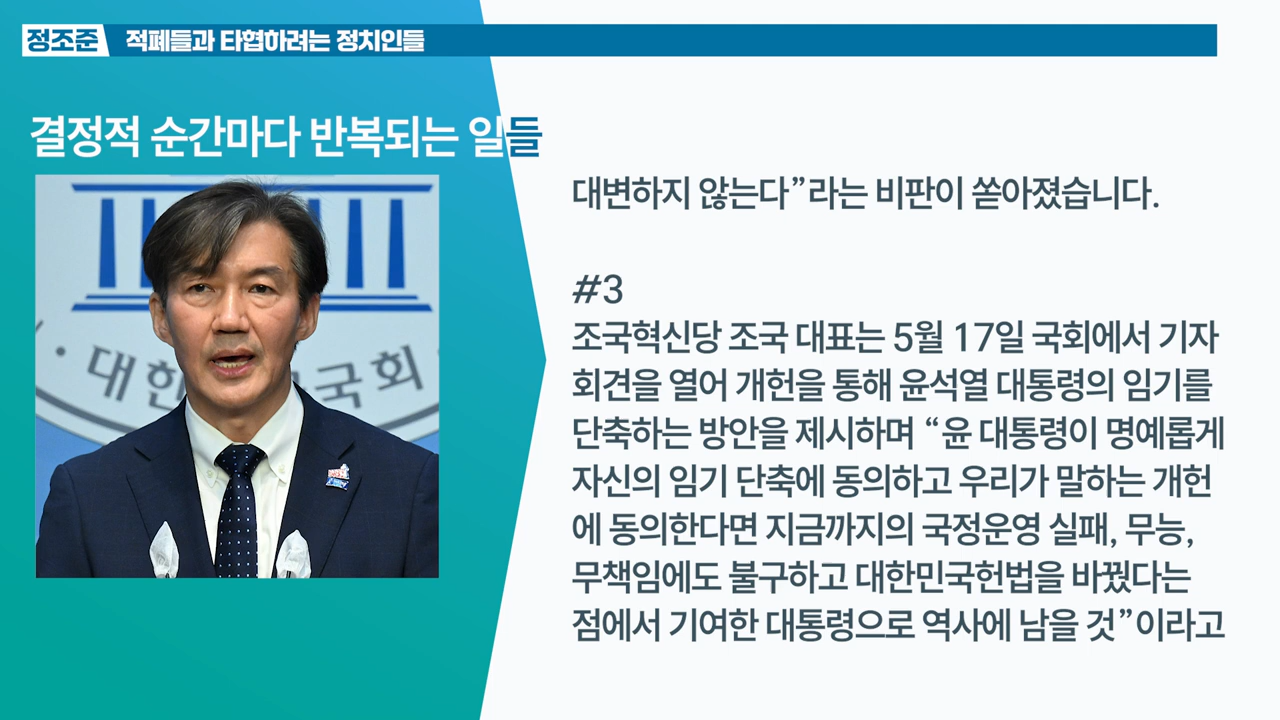 정조준 적폐들과 타협하려는 정치인들
결정적 순간마다 반복되는 일들
대변하지 않는다”라는 비판이 쏟아졌습니다.
#3
조국혁신당 조국 대표는 5월 17일 국회에서 기자
회견을 열어 개헌을 통해 윤석열 대통령의 임기를
단축하는 방안을 제시하며 “윤 대통령이 명예롭게
자신의 임기 단축에 동의하고 우리가 말하는 개헌
에 동의한다면 지금까지의 국정운영 실패, 무능,
무책임에도 불구하고 대한민국헌법을 바꿨다는
점에서 기여한 대통령으로 역사에 남을 것”이라고
대한 국회